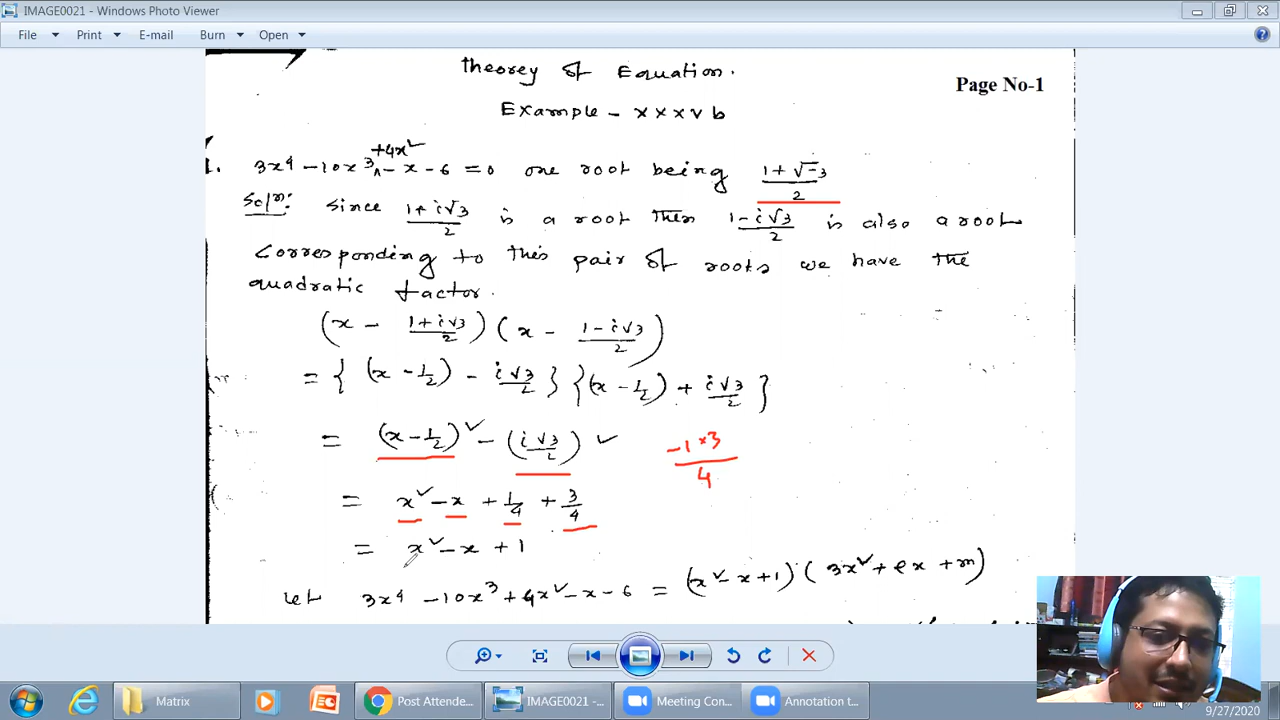 IMAGE0021 - Windows Photo Viewer
File Print E-mail Burn Open
Theorey of Equation.
Page No-1
Example - xxxv b
+4x²
1. 3x⁴ - 10x³ ^ - x - 6 = 0 one root being (1+√-3)/2
Solⁿ: since (1+i√3)/2 is a root then (1-i√3)/2 is also a root
Corresponding to this pair of roots we have the
quadratic factor.
(x - (1+i√3)/2) (x - (1-i√3)/2)
= {(x - 1/2) - i√3/2} {(x - 1/2) + i√3/2}
= (x - 1/2)² - (i√3/2)²
-1×3/4
= x² - x + 1/4 + 3/4
= x² - x + 1
Let 3x⁴ - 10x³ + 4x² - x - 6 = (x² - x + 1) (3x² + ex + m)
Matrix
Post Attende...
IMAGE0021 -...
Meeting Con...
Annotation t...
9/27/2020